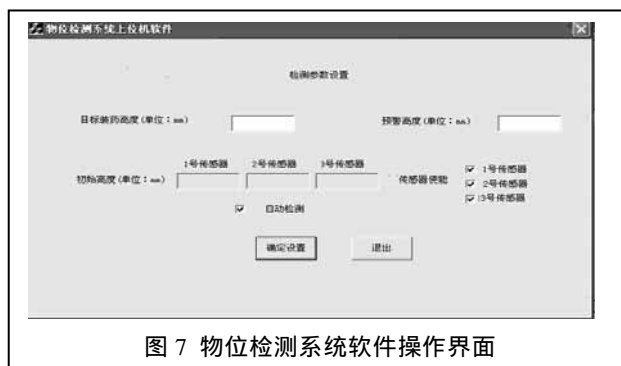 物位检测系统上位机软件
检测参数设置
目标装药高度(单位:mm) 预警高度(单位:mm)
1号传感器 2号传感器 3号传感器
初始高度(单位:mm) 传感器使能 1号传感器
2号传感器
3号传感器
自动检测
确定设置 退出
图 7 物位检测系统软件操作界面